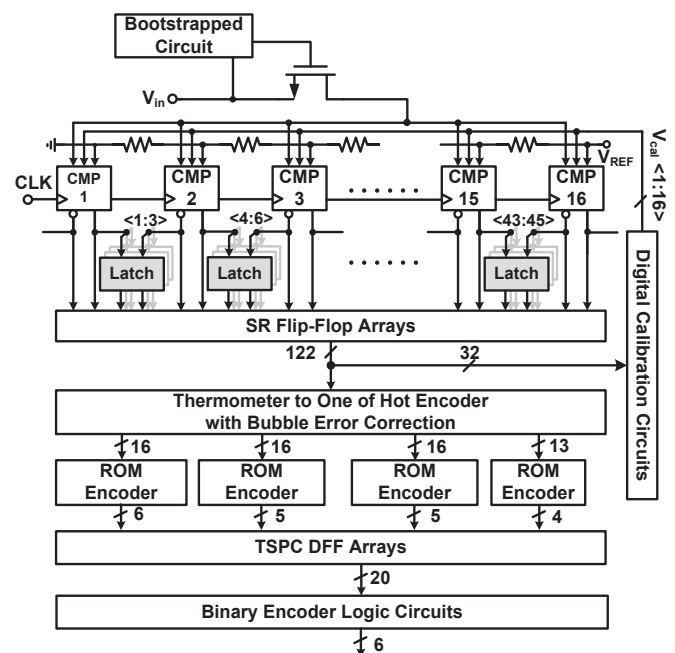 Bootstrapped
Circuit
Vin
VREF
Vcal <1:16>
CLK
CMP
1
CMP
2
CMP
3
CMP
15
CMP
16
<1:3>
<4:6>
<43:45>
Latch
Latch
Latch
Digital Calibration Circuits
SR Flip-Flop Arrays
122
32
Thermometer to One of Hot Encoder
with Bubble Error Correction
16
16
16
13
ROM
Encoder
ROM
Encoder
ROM
Encoder
ROM
Encoder
6
5
5
4
TSPC DFF Arrays
20
Binary Encoder Logic Circuits
6